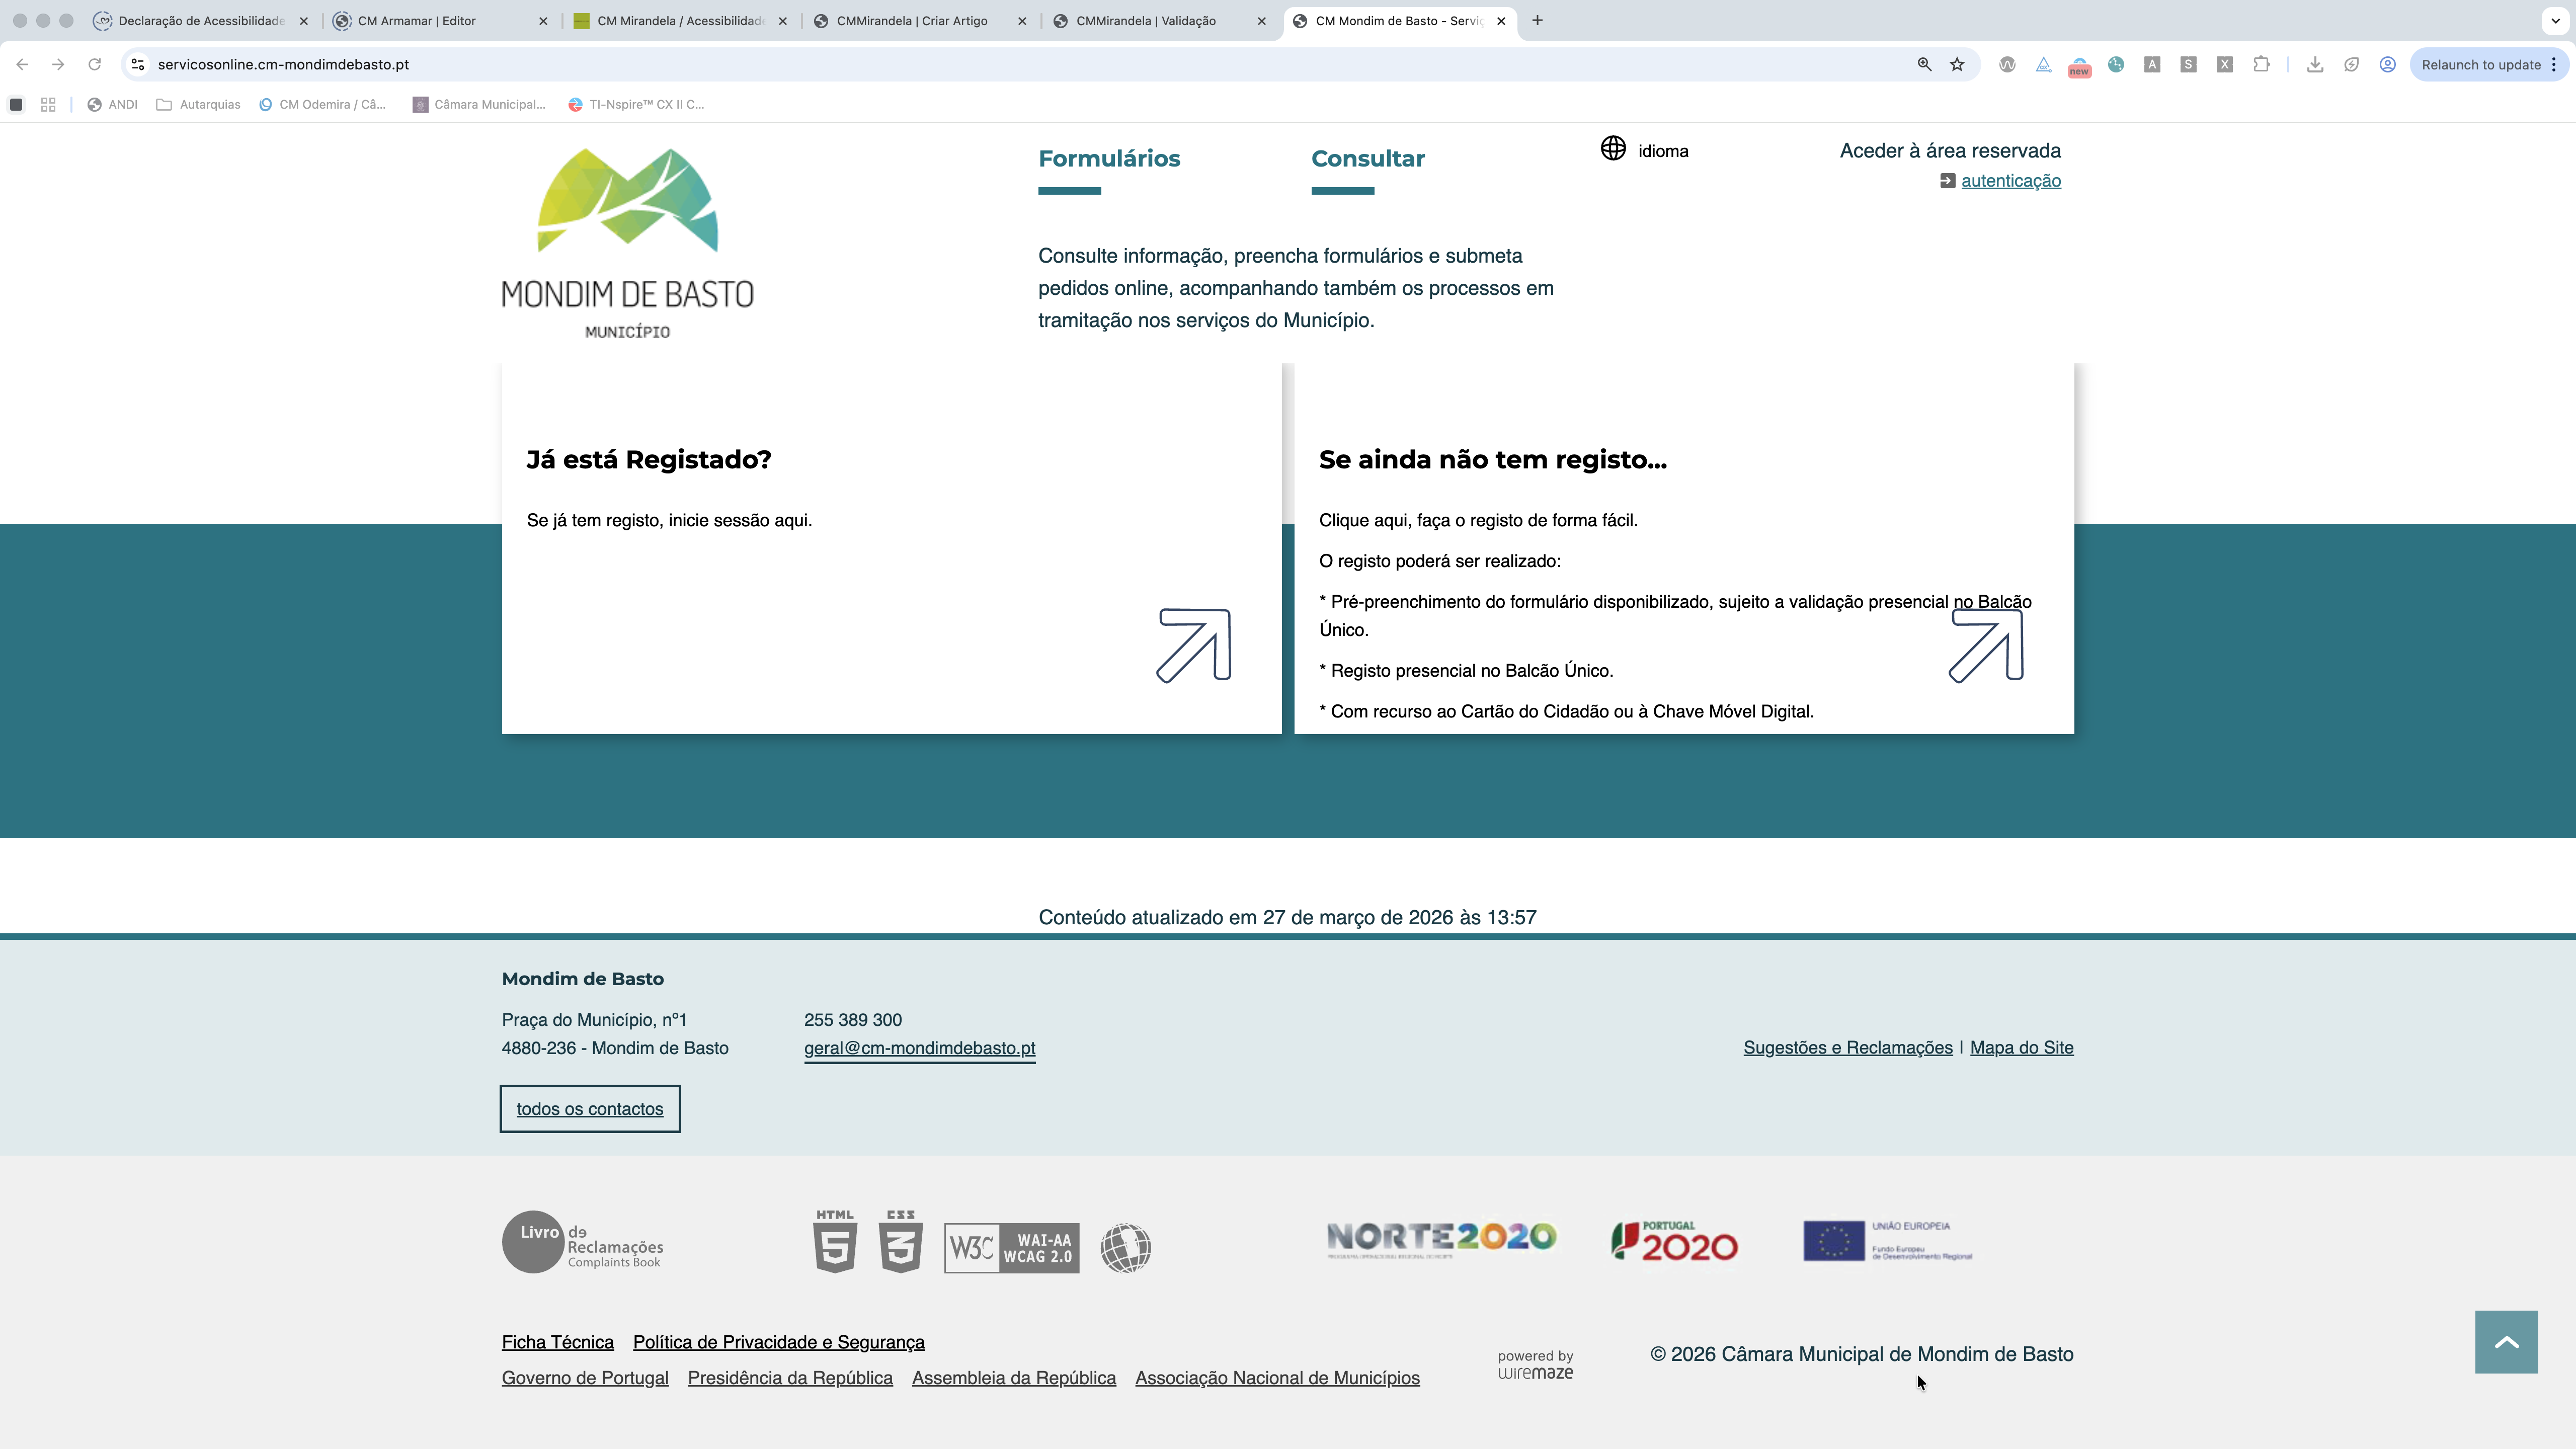 Declaração de Acessibilidade
CM Armamar | Editor
CM Mirandela / Acessibilidad
CMMirandela | Criar Artigo
CMMirandela | Validação
CM Mondim de Basto - Serviç
servicosonline.cm-mondimdebasto.pt
new
A
S
X
Relaunch to update
ANDI
Autarquias
CM Odemira / Câ...
Câmara Municipal...
TI-Nspire™ CX II C...
Formulários
Consultar
idioma
Aceder à área reservada
autenticação
MONDIM DE BASTO
MUNICÍPIO
Consulte informação, preencha formulários e submeta
pedidos online, acompanhando também os processos em
tramitação nos serviços do Município.
Já está Registado?
Se já tem registo, inicie sessão aqui.
Se ainda não tem registo...
Clique aqui, faça o registo de forma fácil.
O registo poderá ser realizado:
* Pré-preenchimento do formulário disponibilizado, sujeito a validação presencial no Balcão
Único.
* Registo presencial no Balcão Único.
* Com recurso ao Cartão do Cidadão ou à Chave Móvel Digital.
Conteúdo atualizado em 27 de março de 2026 às 13:57
Mondim de Basto
Praça do Município, nº1
4880-236 - Mondim de Basto
255 389 300
geral@cm-mondimdebasto.pt
Sugestões e Reclamações | Mapa do Site
todos os contactos
Livro de
Reclamações
Complaints Book
HTML
5
CSS
3
W3C WAI-AA
WCAG 2.0
NORTE2020
PORTUGAL
2020
UNIÃO EUROPEIA
Fundo Europeu
de Desenvolvimento Regional
Ficha Técnica Política de Privacidade e Segurança
Governo de Portugal Presidência da República Assembleia da República Associação Nacional de Municípios
powered by
wiremaze
© 2026 Câmara Municipal de Mondim de Basto